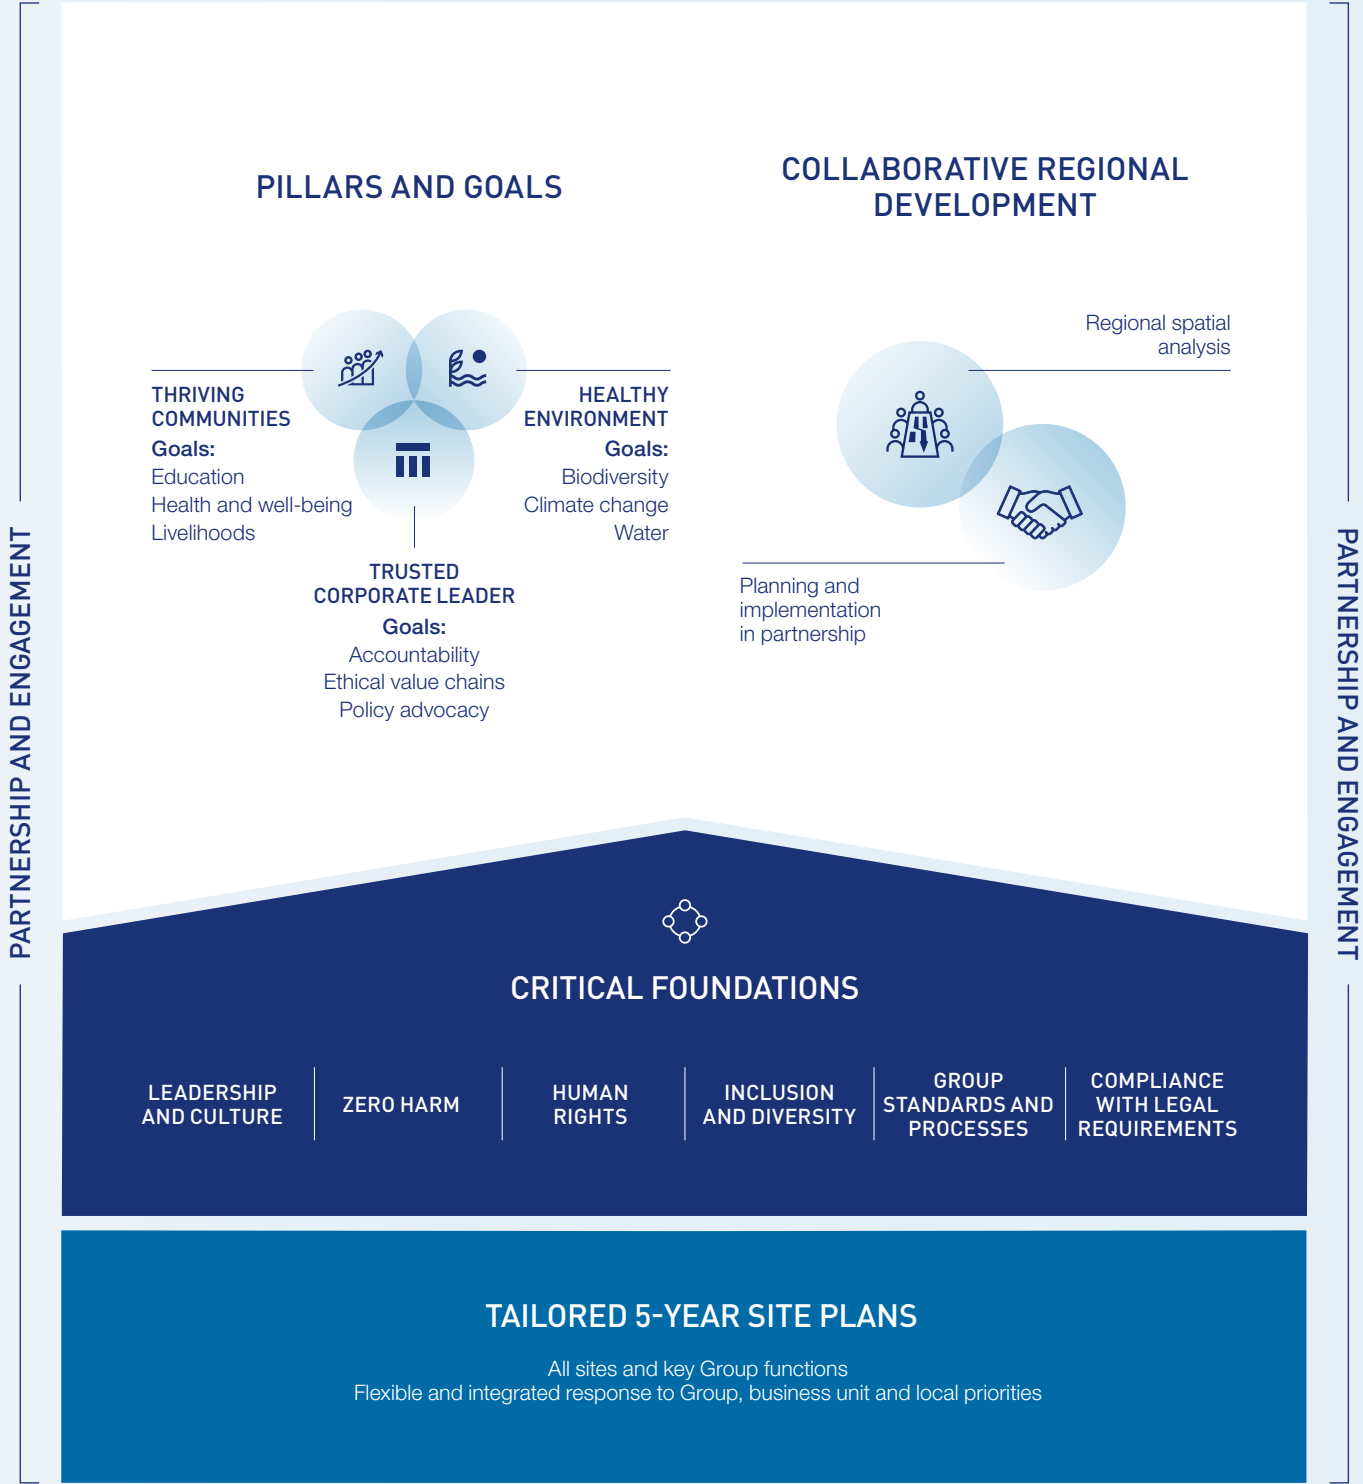 PARTNERSHIP AND ENGAGEMENT
PILLARS AND GOALS
THRIVING
COMMUNITIES
Goals:
Education
Health and well-being
Livelihoods
HEALTHY
ENVIRONMENT
Goals:
Biodiversity
Climate change
Water
TRUSTED
CORPORATE LEADER
Goals:
Accountability
Ethical value chains
Policy advocacy
COLLABORATIVE REGIONAL
DEVELOPMENT
Regional spatial
analysis
Planning and
implementation
in partnership
CRITICAL FOUNDATIONS
LEADERSHIP
AND CULTURE
ZERO HARM
HUMAN
RIGHTS
INCLUSION
AND DIVERSITY
GROUP
STANDARDS AND
PROCESSES
COMPLIANCE
WITH LEGAL
REQUIREMENTS
TAILORED 5-YEAR SITE PLANS
All sites and key Group functions
Flexible and integrated response to Group, business unit and local priorities
PARTNERSHIP AND ENGAGEMENT